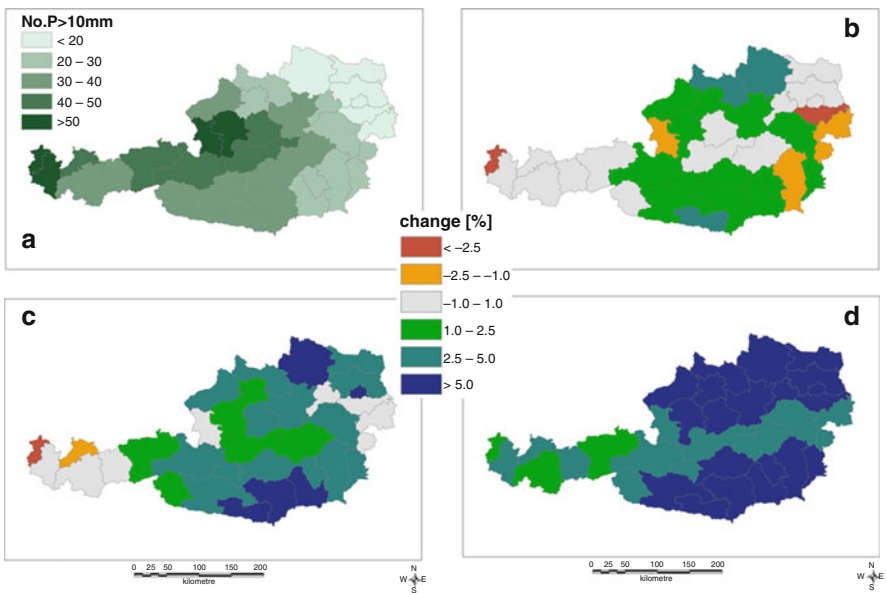 No.P>10mm
< 20
20 – 30
30 – 40
40 – 50
>50
a
b
change [%]
< –2.5
–2.5 – –1.0
–1.0 – 1.0
1.0 – 2.5
2.5 – 5.0
> 5.0
c
d
0 25 50 100 150 200
kilometre
N
W E
S
0 25 50 100 150 200
kilometre
N
W E
S